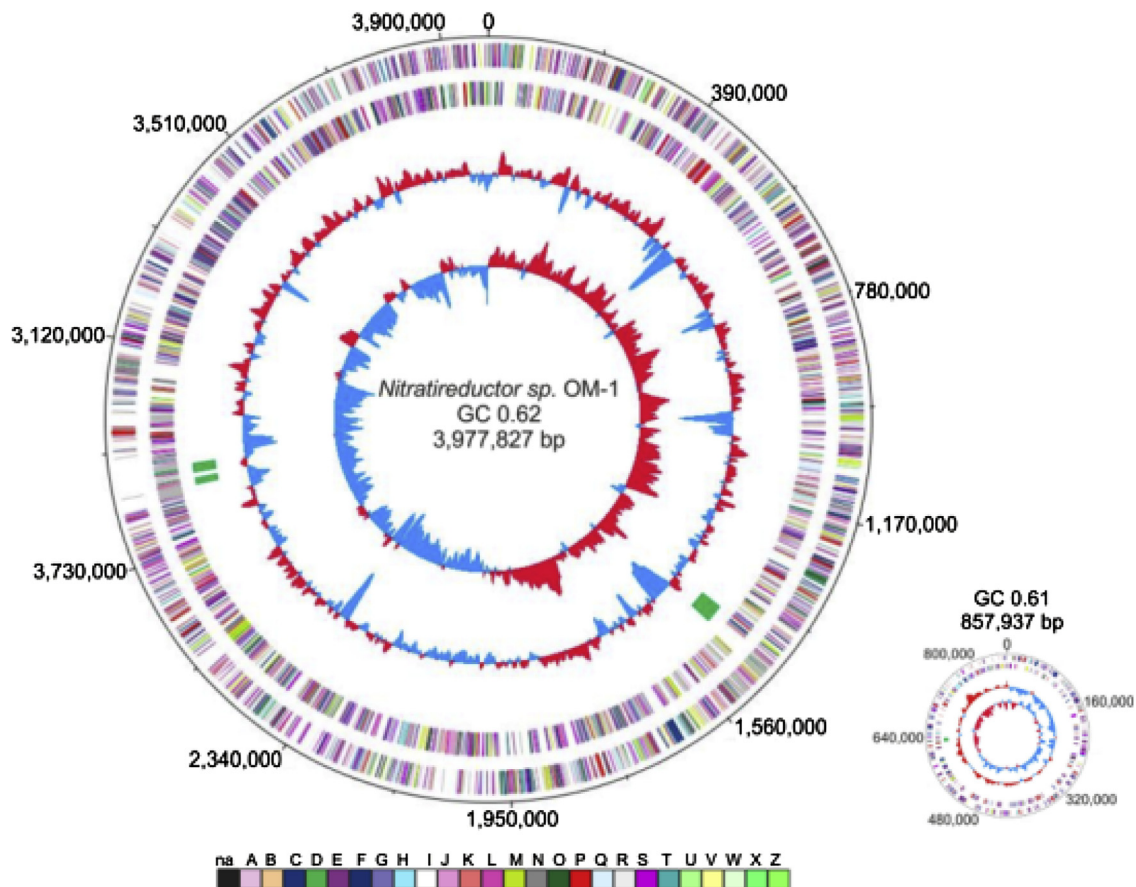 3,900,000 0
390,000
3,510,000
780,000
3,120,000
Nitratireductor sp. OM-1
GC 0.62
3,977,827 bp
1,170,000
3,730,000
1,560,000
2,340,000
1,950,000
GC 0.61
857,937 bp
0
800,000
160,000
640,000
320,000
480,000
na A B C D E F G H I J K L M N O P Q R S T U V W X Z